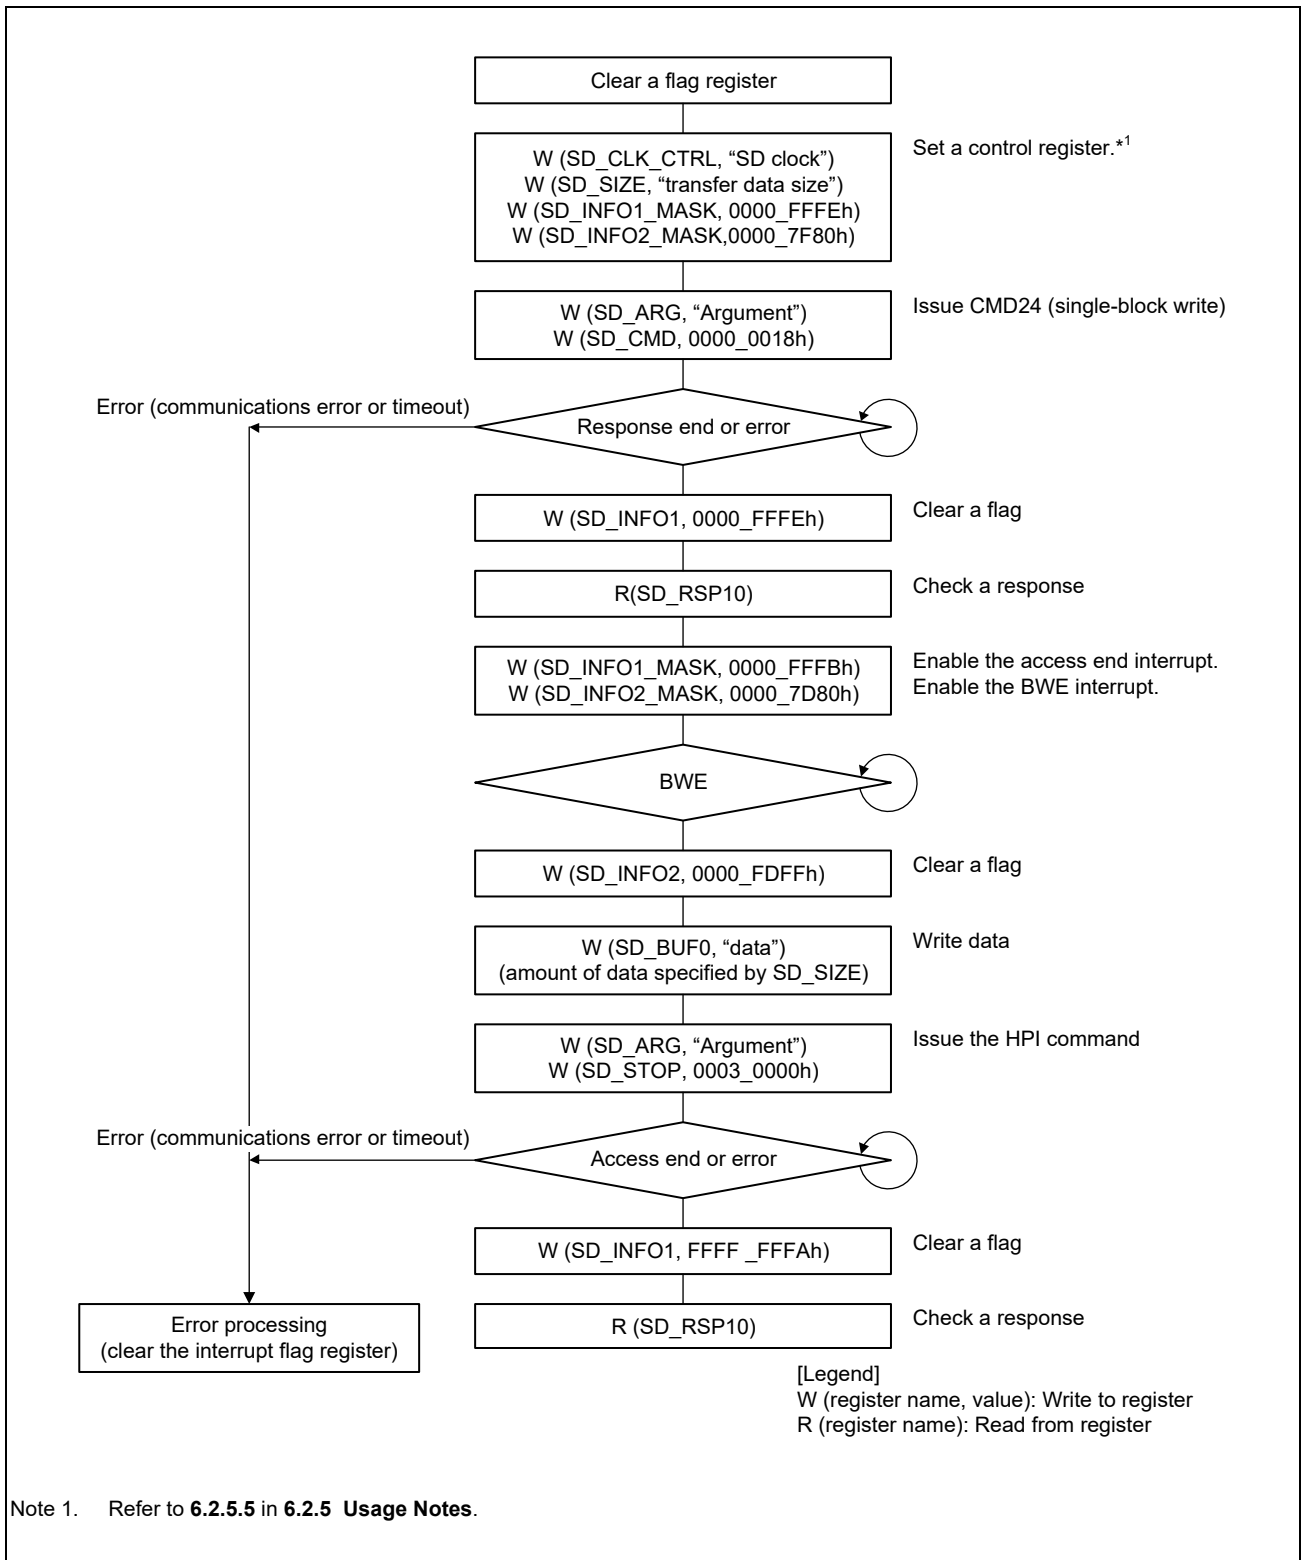 Clear a flag register
W (SD_CLK_CTRL, “SD clock”)
W (SD_SIZE, “transfer data size”)
W (SD_INFO1_MASK, 0000_FFFEh)
W (SD_INFO2_MASK,0000_7F80h)
Set a control register.*1
W (SD_ARG, “Argument”)
W (SD_CMD, 0000_0018h)
Issue CMD24 (single-block write)
Error (communications error or timeout)
Response end or error
W (SD_INFO1, 0000_FFFEh)
Clear a flag
R(SD_RSP10)
Check a response
W (SD_INFO1_MASK, 0000_FFFBh)
W (SD_INFO2_MASK, 0000_7D80h)
Enable the access end interrupt.
Enable the BWE interrupt.
BWE
W (SD_INFO2, 0000_FDFFh)
Clear a flag
W (SD_BUF0, “data”)
(amount of data specified by SD_SIZE)
Write data
W (SD_ARG, “Argument”)
W (SD_STOP, 0003_0000h)
Issue the HPI command
Error (communications error or timeout)
Access end or error
W (SD_INFO1, FFFF _FFFAh)
Clear a flag
Error processing
(clear the interrupt flag register)
R (SD_RSP10)
Check a response
[Legend]
W (register name, value): Write to register
R (register name): Read from register
Note 1. Refer to 6.2.5.5 in 6.2.5 Usage Notes.